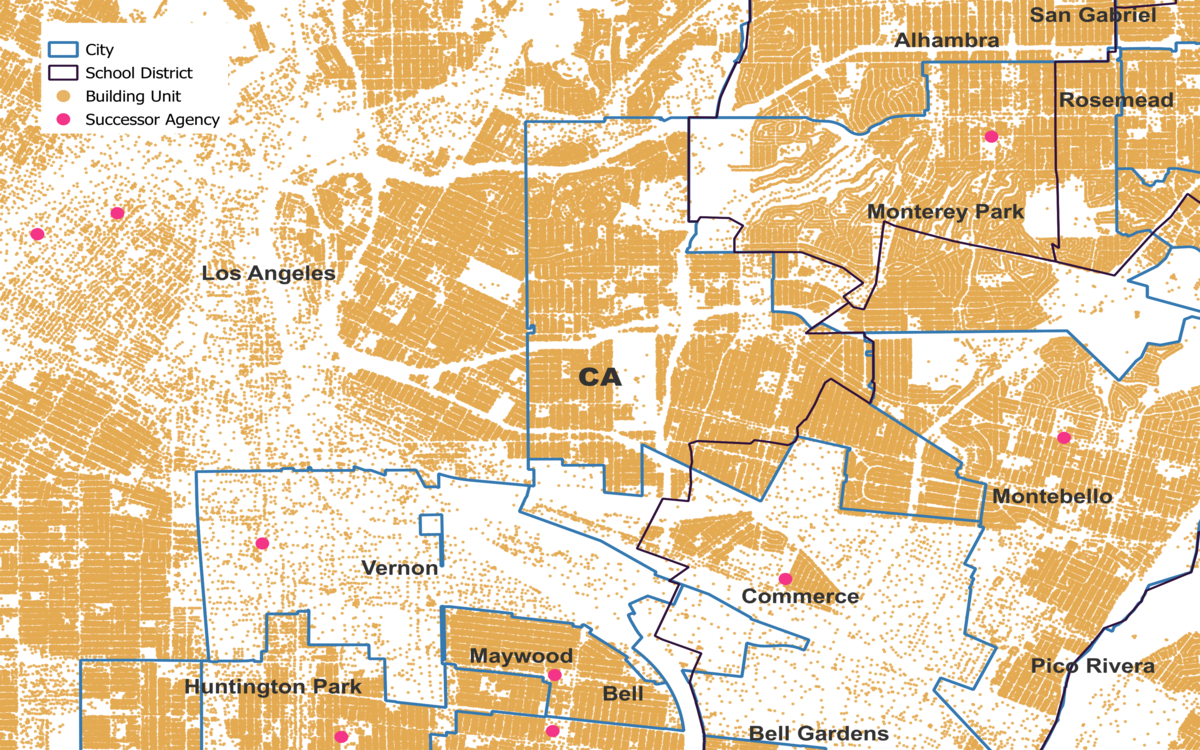 San Gabriel
Alhambra
City
School District
Building Unit
Successor Agency
Rosemead
Monterey Park
Los Angeles
CA
Montebello
Vernon
Commerce
Maywood
Pico Rivera
Huntington Park
Bell
Bell Gardens